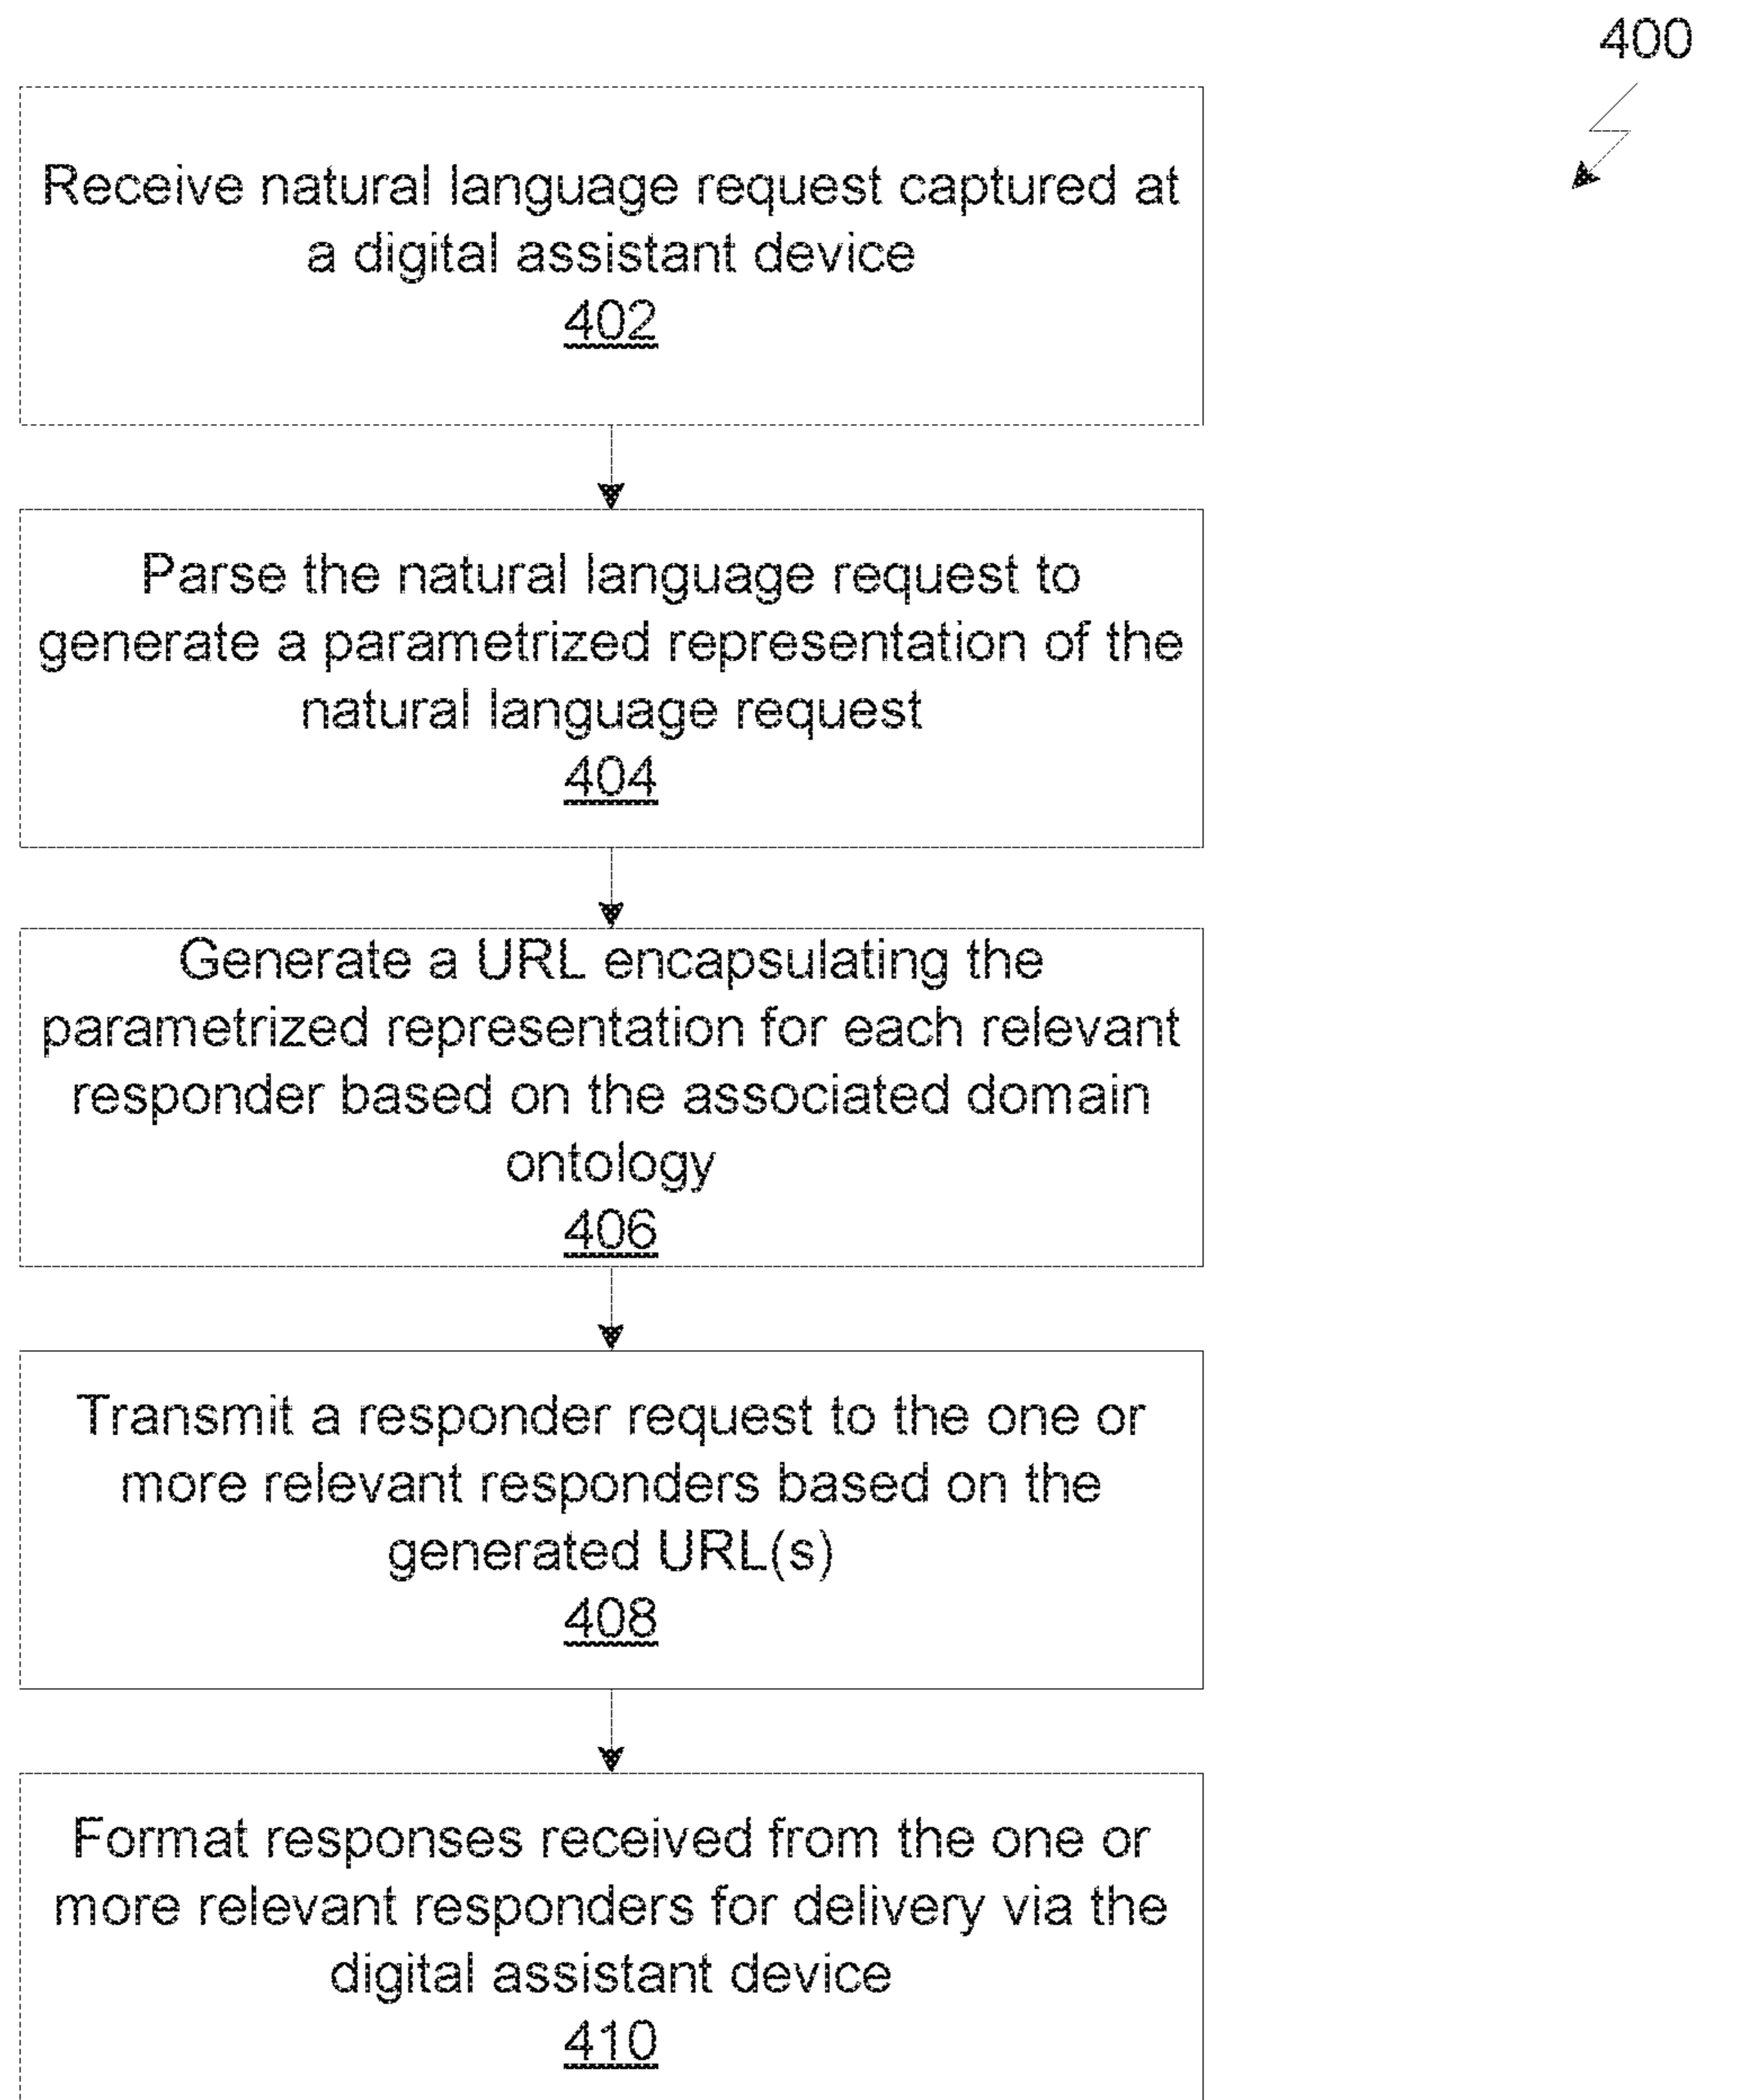 400
Receive natural language request captured at
a digital assistant device
402
Parse the natural language request to
generate a parametrized representation of the
natural language request
404
Generate a URL encapsulating the
parametrized representation for each relevant
responder based on the associated domain
ontology
406
Transmit a responder request to the one or
more relevant responders based on the
generated URL(s)
408
Format responses received from the one or
more relevant responders for delivery via the
digital assistant device
410